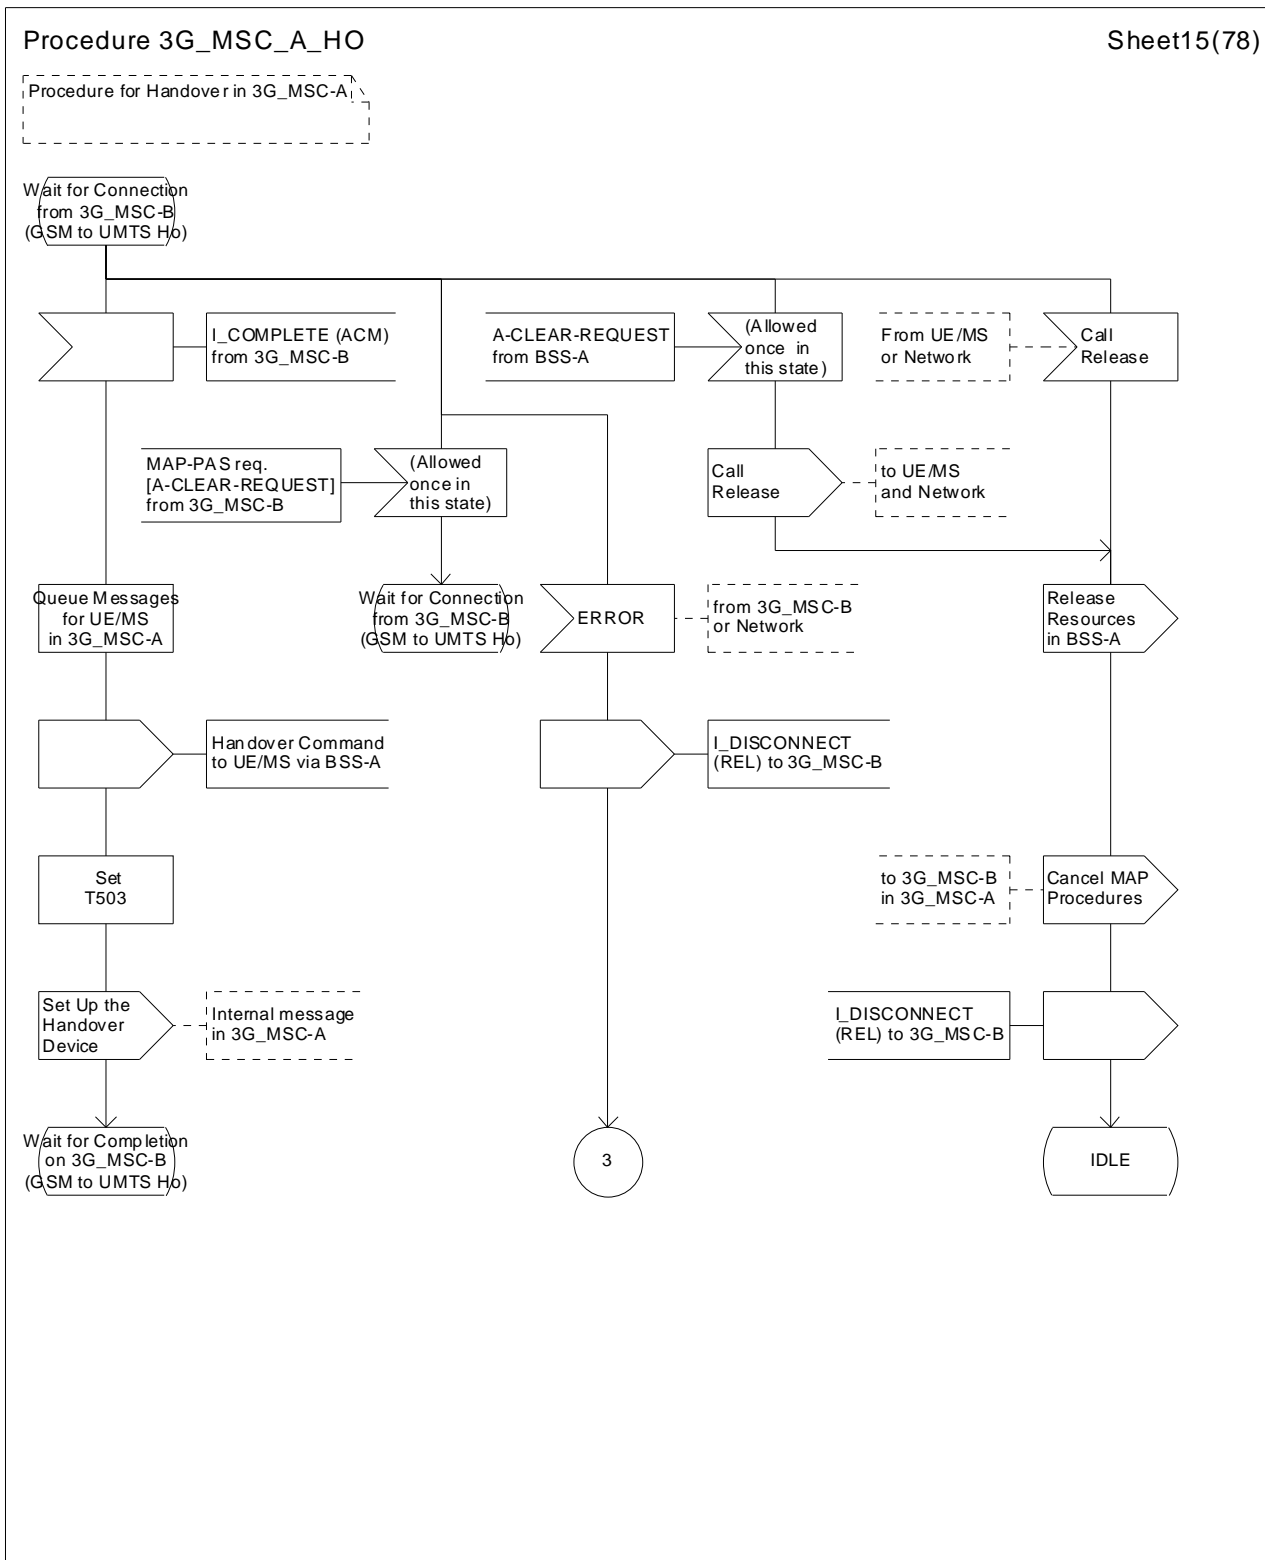 Procedure 3G_MSC_A_HO
Sheet15(78)
Procedure for Handover in 3G_MSC-A
Wait for Connection
from 3G_MSC-B
(GSM to UMTS Ho)
I_COMPLETE (ACM)
from 3G_MSC-B
A-CLEAR-REQUEST
from BSS-A
(Allowed
once in
this state)
From UE/MS
or Network
Call
Release
MAP-PAS req.
[A-CLEAR-REQUEST]
from 3G_MSC-B
(Allowed
once in
this state)
Call
Release
to UE/MS
and Network
Queue Messages
for UE/MS
in 3G_MSC-A
Wait for Connection
from 3G_MSC-B
(GSM to UMTS Ho)
ERROR
from 3G_MSC-B
or Network
Release
Resources
in BSS-A
Handover Command
to UE/MS via BSS-A
I_DISCONNECT
(REL) to 3G_MSC-B
Set
T503
to 3G_MSC-B
in 3G_MSC-A
Cancel MAP
Procedures
Set Up the
Handover
Device
Internal message
in 3G_MSC-A
I_DISCONNECT
(REL) to 3G_MSC-B
Wait for Completion
on 3G_MSC-B
(GSM to UMTS Ho)
3
IDLE